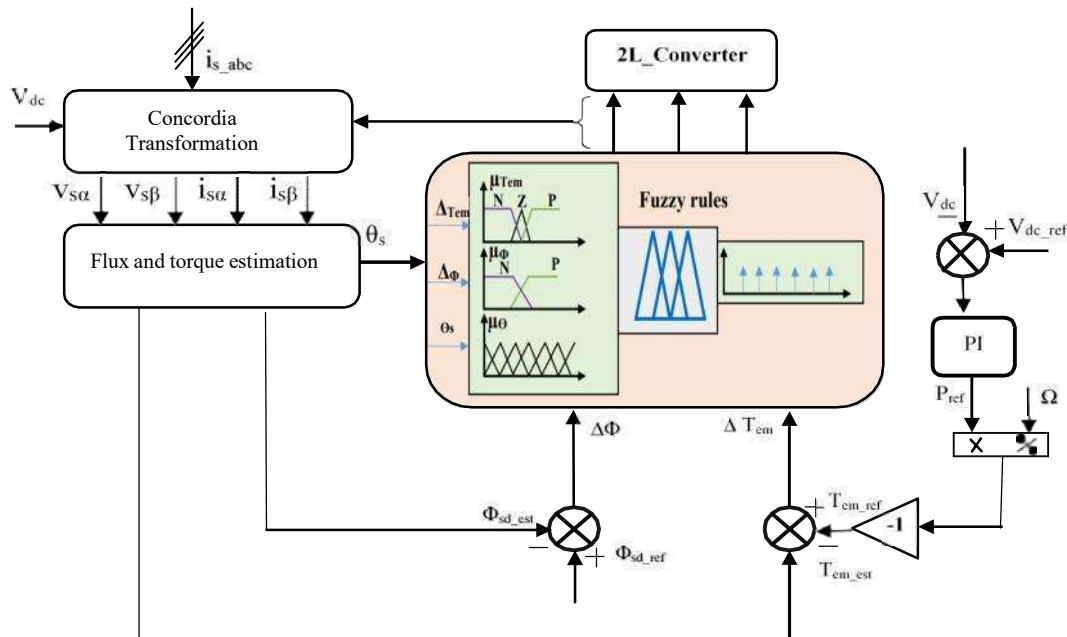 i_s_abc
V_dc
Concordia
Transformation
v_sα v_sβ i_sα i_sβ
Flux and torque estimation
θ_s
2L_Converter
μ_Tem
N Z P
Δ_Tem
μ_Φ
N P
Δ_Φ
μ_Θ
Θs
Fuzzy rules
V_dc
−
+ V_dc_ref
PI
P_ref
Ω
X ÷
-1
T_em_ref
+
−
T_em_est
Δ T_em
ΔΦ
Φ_sd_est
−
+ Φ_sd_ref